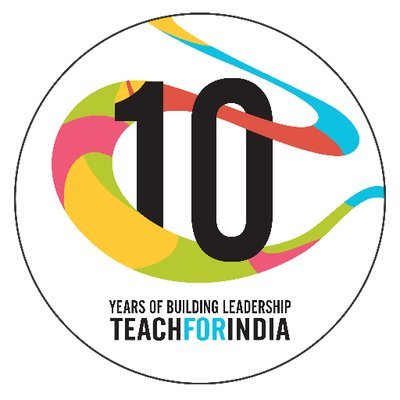 10
YEARS OF BUILDING LEADERSHIP
TEACHFORINDIA